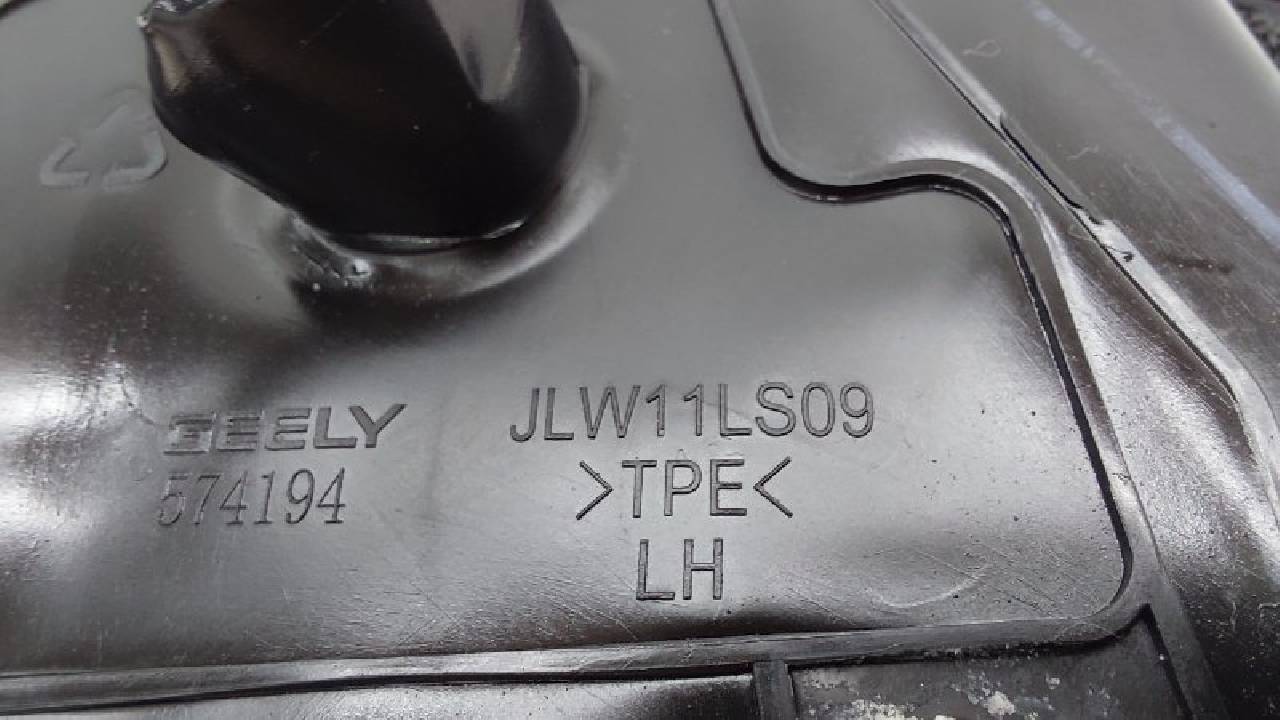 GEELY
574194
JLW11LS09
>TPE<
LH